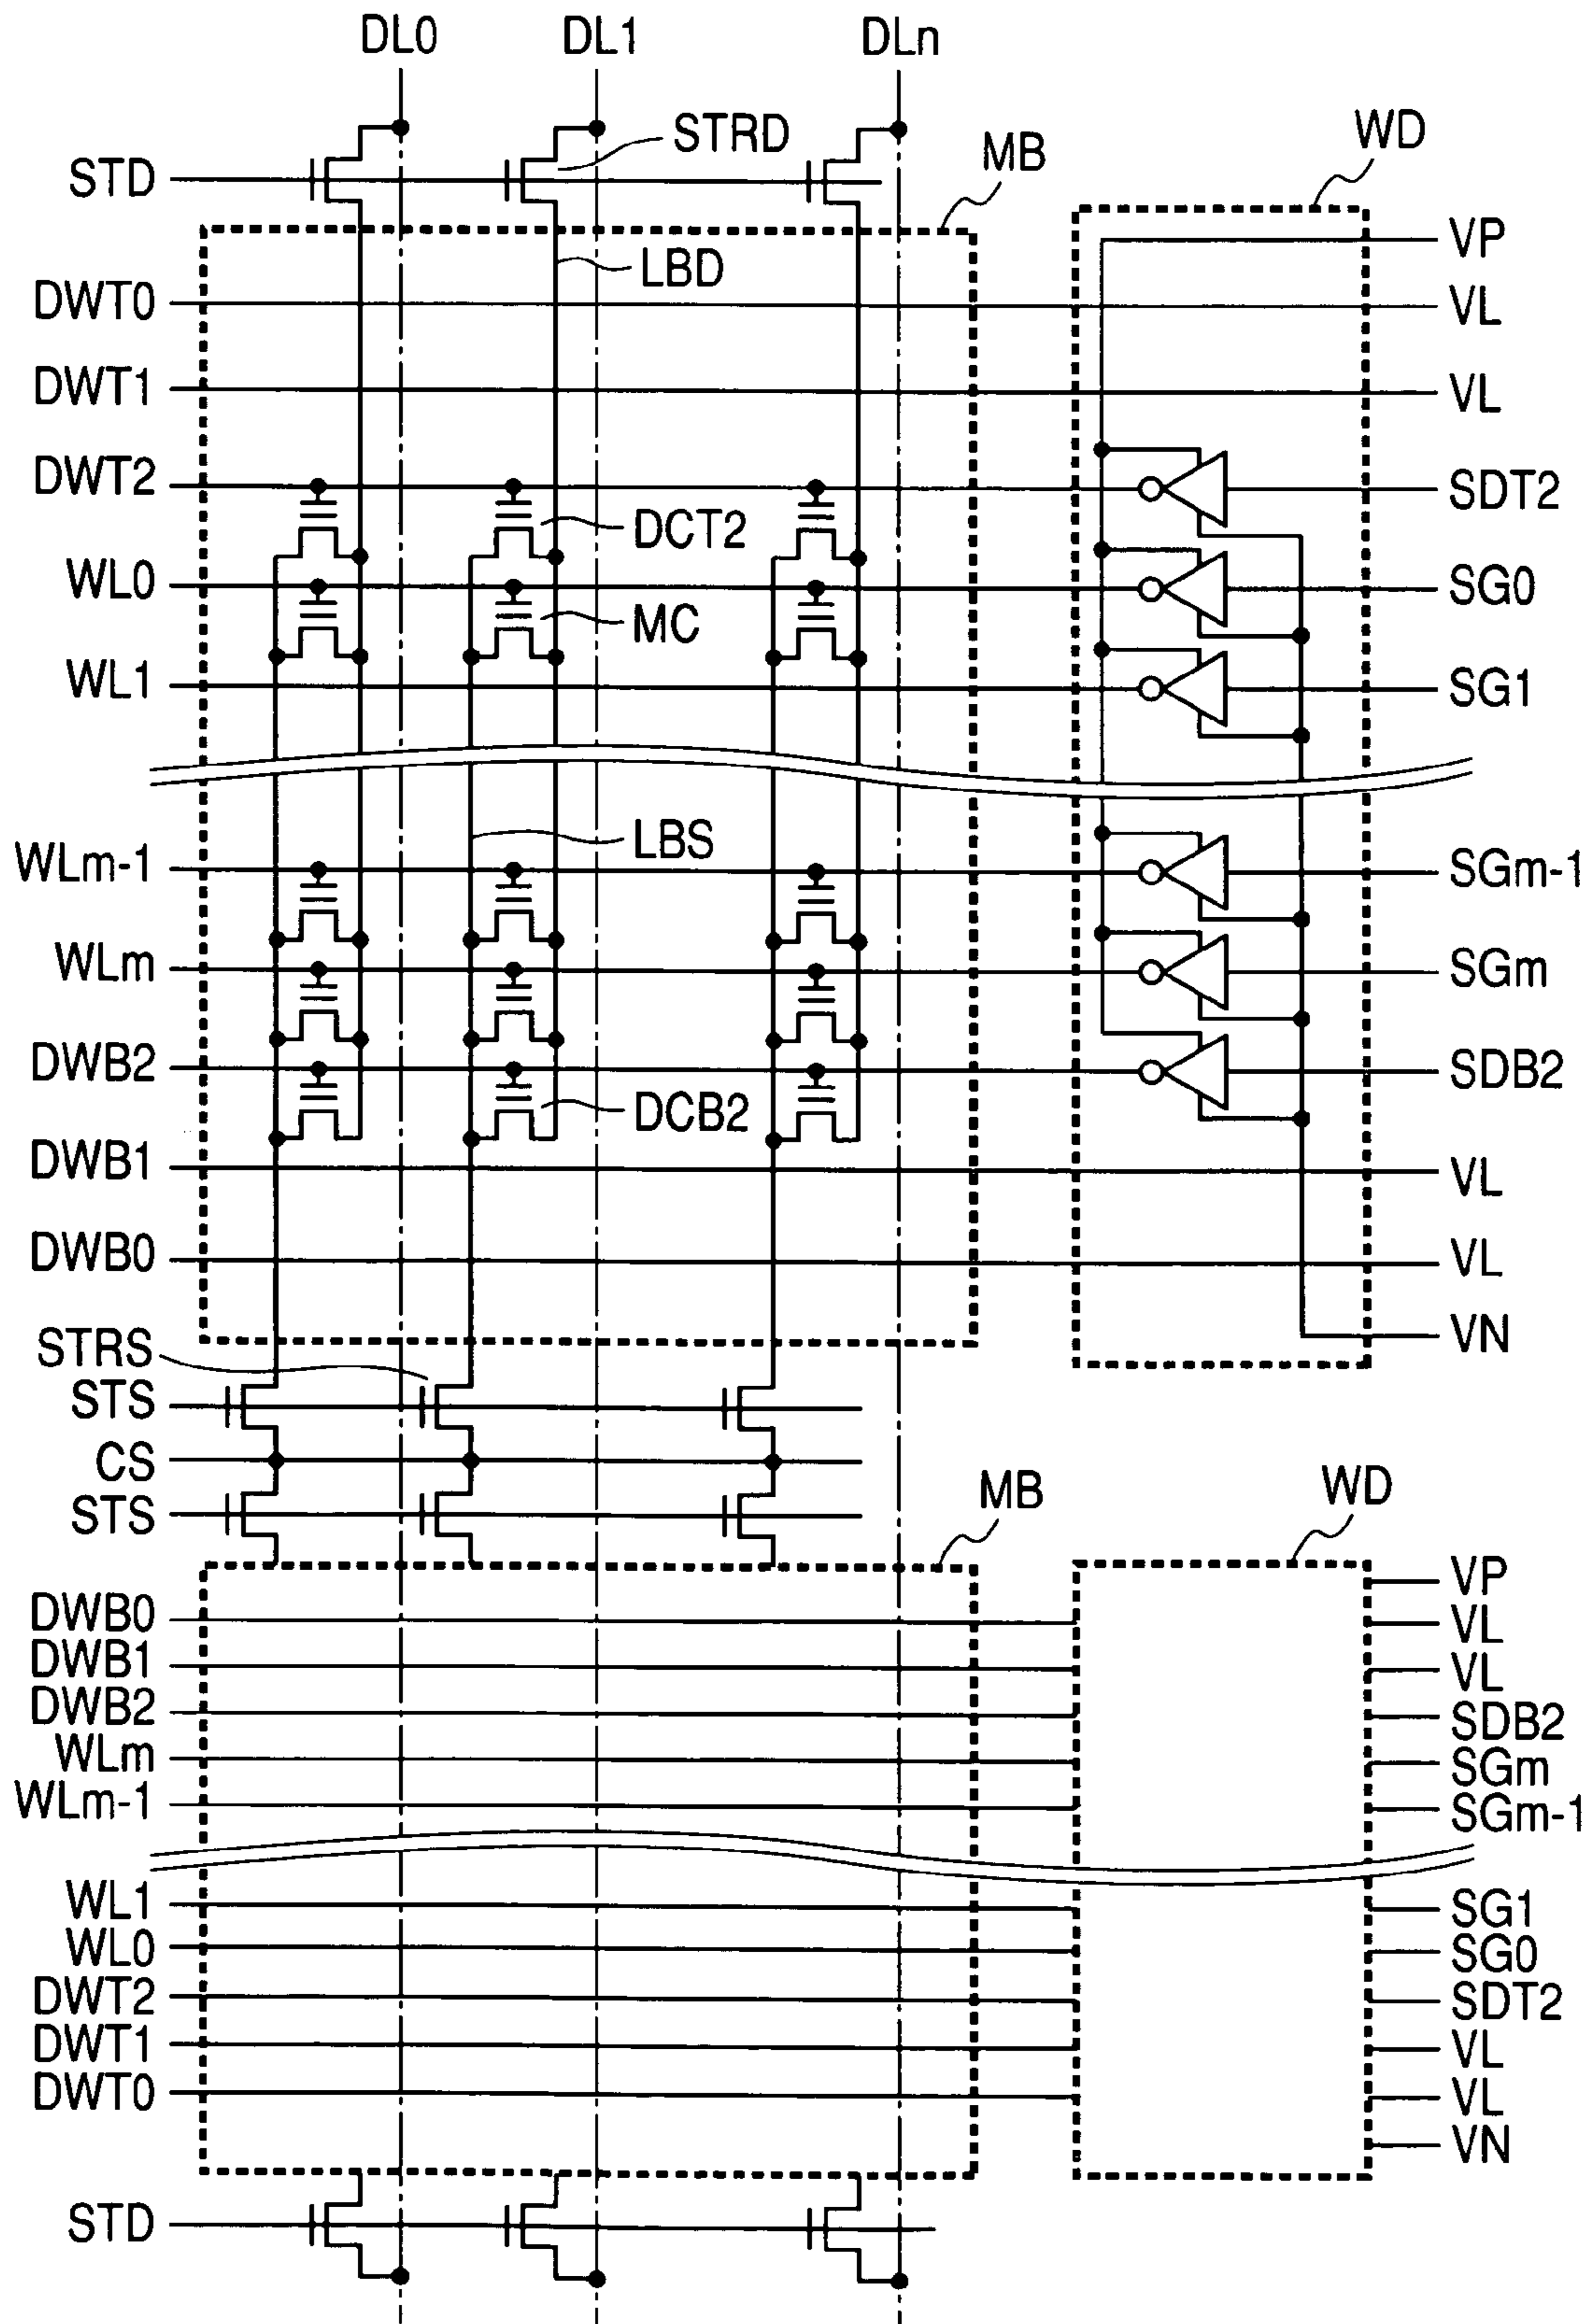 DL0 DL1 DLn
STRD
WD
MB
STD
VP
LBD
DWT0 VL
DWT1 VL
DWT2 SDT2
DCT2
WL0 SG0
MC
WL1 SG1
LBS
WLm-1 SGm-1
WLm SGm
DWB2 SDB2
DCB2
DWB1 VL
DWB0 VL
VN
STRS
STS
CS
MB WD
STS
VP
DWB0 VL
DWB1 VL
DWB2 SDB2
WLm SGm
WLm-1 SGm-1
WL1 SG1
WL0 SG0
DWT2 SDT2
DWT1 VL
DWT0 VL
VN
STD